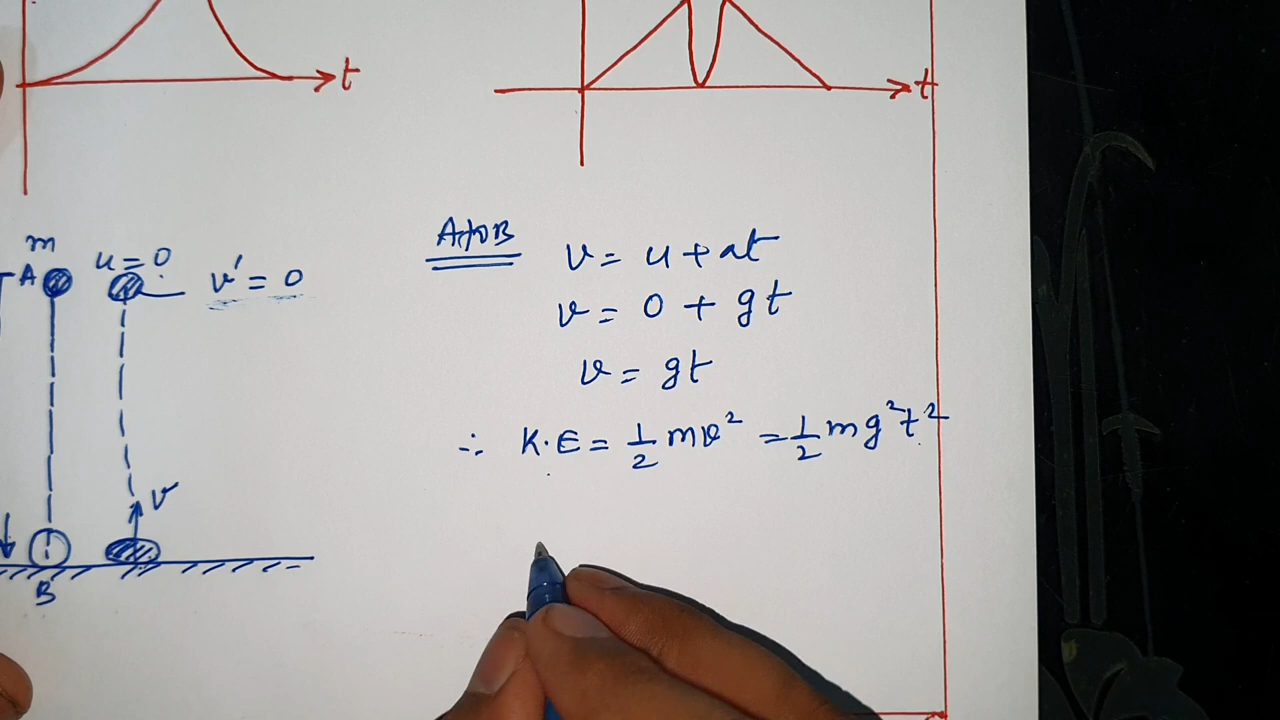 t
t
m
A
u = 0
v' = 0
v
B
A to B
v = u + at
v = 0 + gt
v = gt
∴ K.E = 1/2 mv² = 1/2 mg²t²